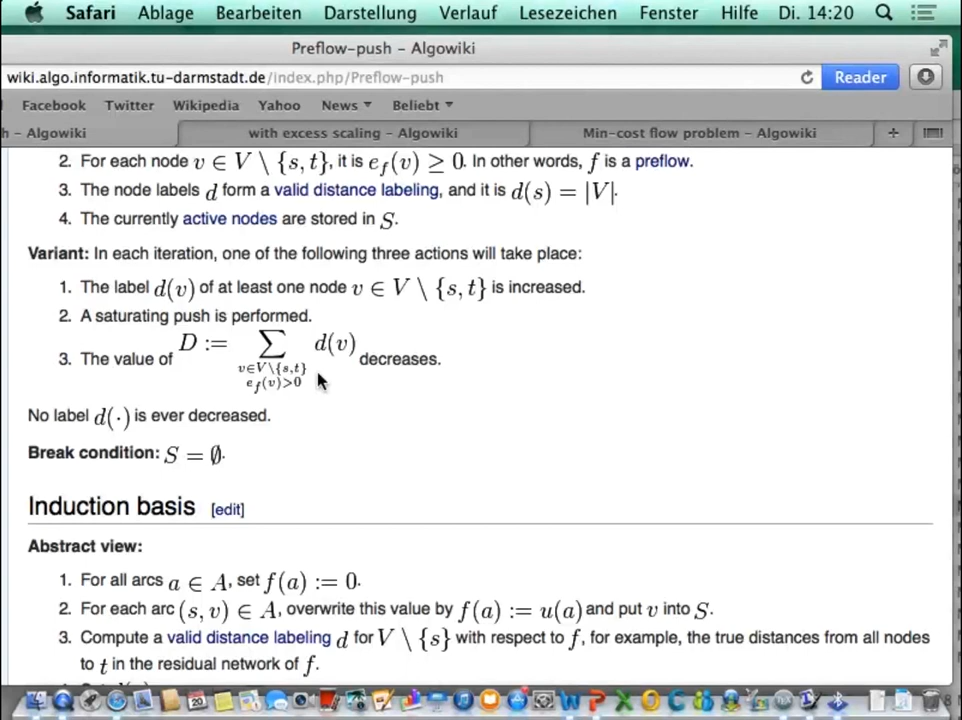 Safari Ablage Bearbeiten Darstellung Verlauf Lesezeichen Fenster Hilfe Di. 14:20
Preflow-push – Algowiki
wiki.algo.informatik.tu-darmstadt.de/index.php/Preflow-push Reader
Facebook Twitter Wikipedia Yahoo News ▾ Beliebt ▾
h – Algowiki with excess scaling – Algowiki Min-cost flow problem – Algowiki +
2. For each node v ∈ V \ {s, t}, it is e_f(v) ≥ 0. In other words, f is a preflow.
3. The node labels d form a valid distance labeling, and it is d(s) = |V|.
4. The currently active nodes are stored in S.
Variant: In each iteration, one of the following three actions will take place:
1. The label d(v) of at least one node v ∈ V \ {s, t} is increased.
2. A saturating push is performed.
3. The value of D := ∑ d(v) decreases.
v∈V\{s,t}
e_f(v)>0
No label d(·) is ever decreased.
Break condition: S = ∅.
Induction basis [edit]
Abstract view:
1. For all arcs a ∈ A, set f(a) := 0.
2. For each arc (s, v) ∈ A, overwrite this value by f(a) := u(a) and put v into S.
3. Compute a valid distance labeling d for V \ {s} with respect to f, for example, the true distances from all nodes
to t in the residual network of f.